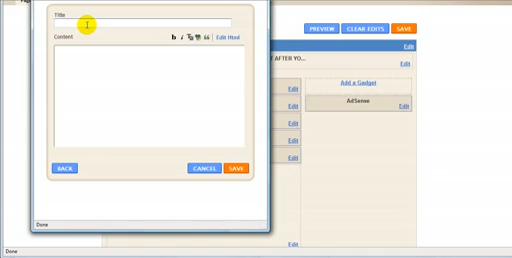 Title
Content
b i
Edit Html
BACK
CANCEL
SAVE
Done
PREVIEW
CLEAR EDITS
SAVE
Edit
AFTER YO...
Edit
Edit
Edit
Edit
Edit
Add a Gadget
AdSense
Edit
Edit
Done